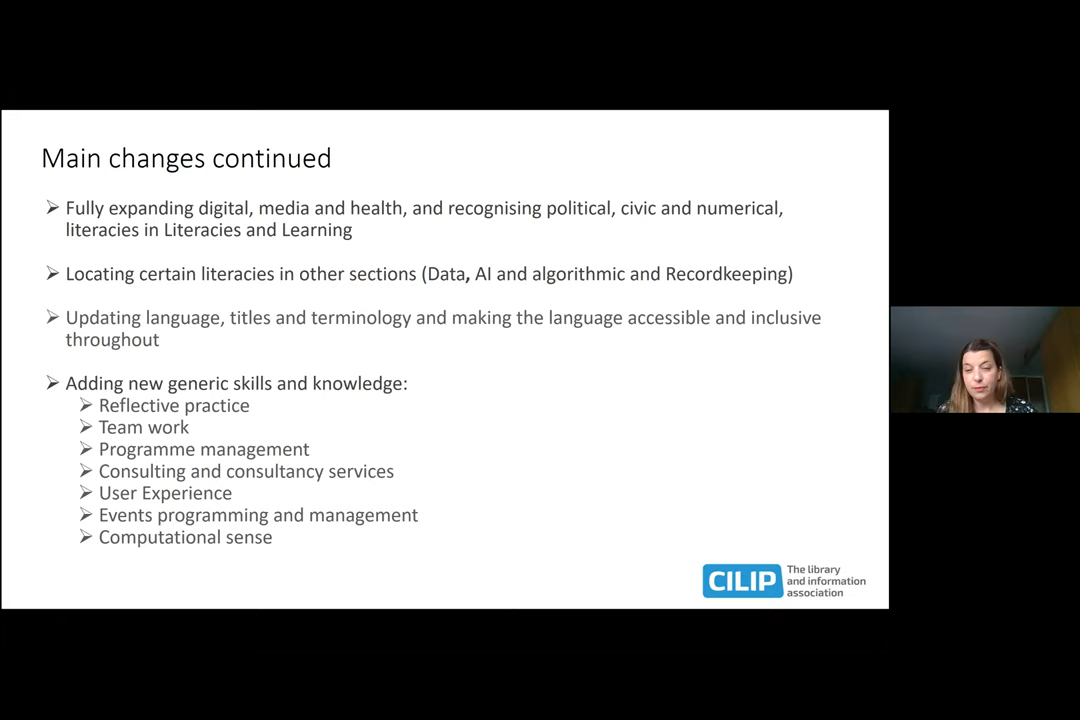 Main changes continued
➢ Fully expanding digital, media and health, and recognising political, civic and numerical,
literacies in Literacies and Learning
➢ Locating certain literacies in other sections (Data, AI and algorithmic and Recordkeeping)
➢ Updating language, titles and terminology and making the language accessible and inclusive
throughout
➢ Adding new generic skills and knowledge:
➢ Reflective practice
➢ Team work
➢ Programme management
➢ Consulting and consultancy services
➢ User Experience
➢ Events programming and management
➢ Computational sense
CILIP
The library
and information
association